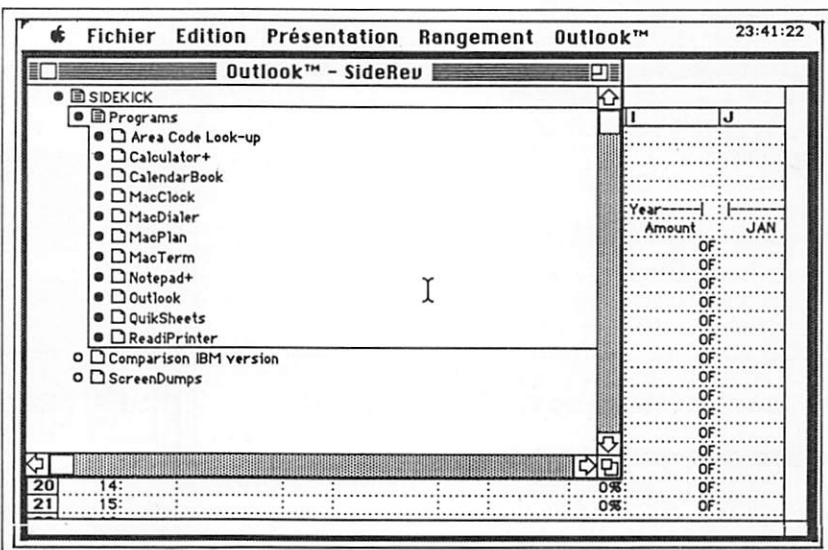 Fichier Edition Présentation Rangement Outlook™ 23:41:22
Outlook™ - SideRev
SIDEKICK
Programs
Area Code Look-up
Calculator+
CalendarBook
MacClock
MacDialer
MacPlan
MacTerm
Notepad+
Outlook
QuikSheets
ReadiPrinter
Comparison IBM version
ScreenDumps
I J
Year-----| |------
Amount JAN
0F
0F
0F
0F
0F
0F
0F
0F
0F
0F
0F
0F
0F
20 14 0% 0F
21 15 0% 0F